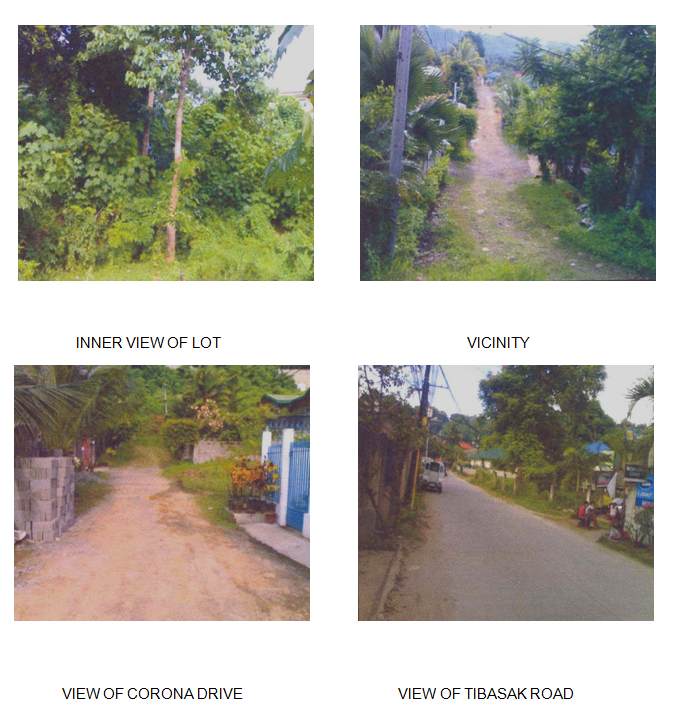 INNER VIEW OF LOT
VICINITY
VIEW OF CORONA DRIVE
VIEW OF TIBASAK ROAD